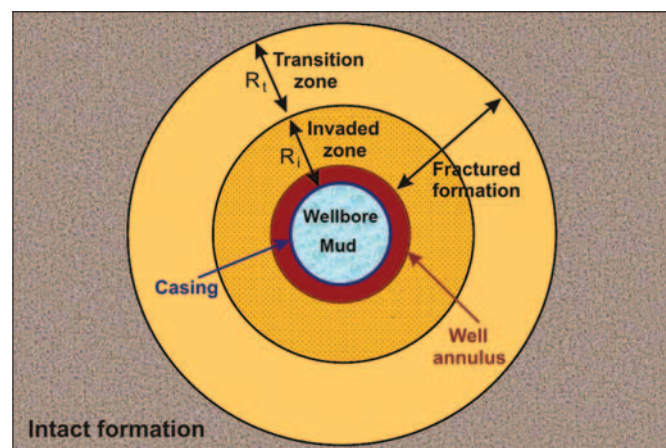 Transition
zone
Rt
Invaded
zone
Ri
Fractured
formation
Wellbore
Mud
Casing
Well
annulus
Intact formation